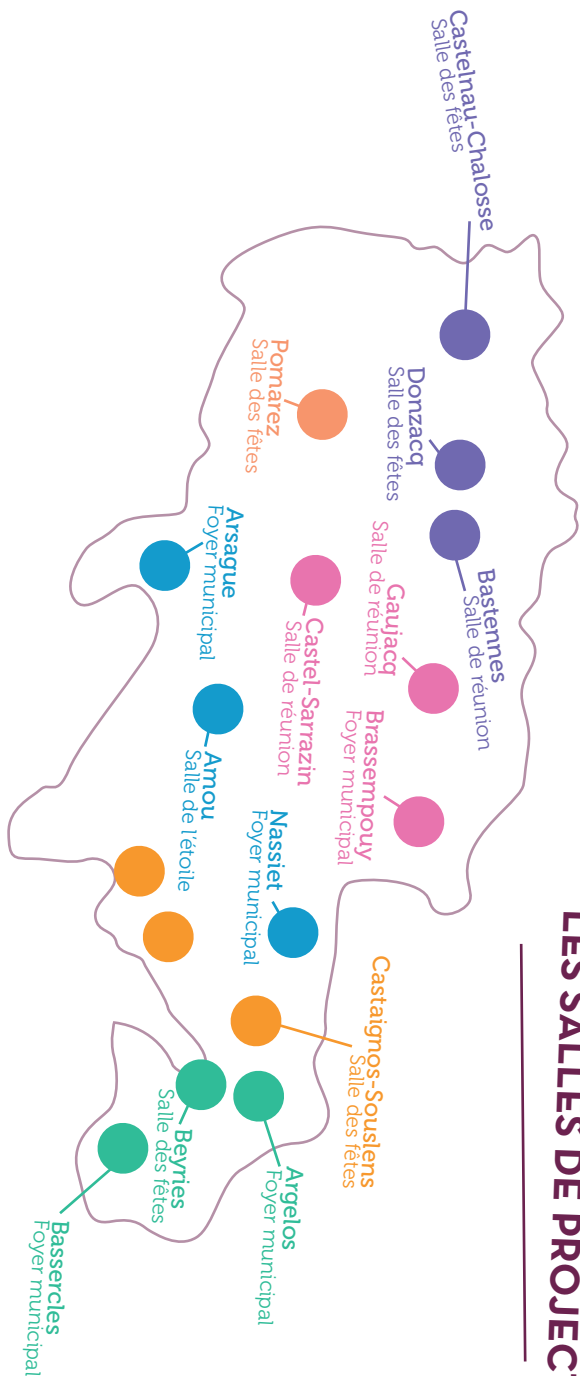 LES SALLES DE PROJECT
Castelnau-Chalosse
Salle des fêtes
Donzacq
Salle des fêtes
Bastennes
Salle de réunion
Gaujacq
Salle de réunion
Brassempouy
Foyer municipal
Pomarez
Salle des fêtes
Castel-Sarrazin
Salle de réunion
Arsague
Foyer municipal
Amou
Salle de l'étoile
Nassiet
Foyer municipal
Castaignos-Souslens
Salle des fêtes
Argelos
Foyer municipal
Beyries
Salle des fêtes
Bassercles
Foyer municipal